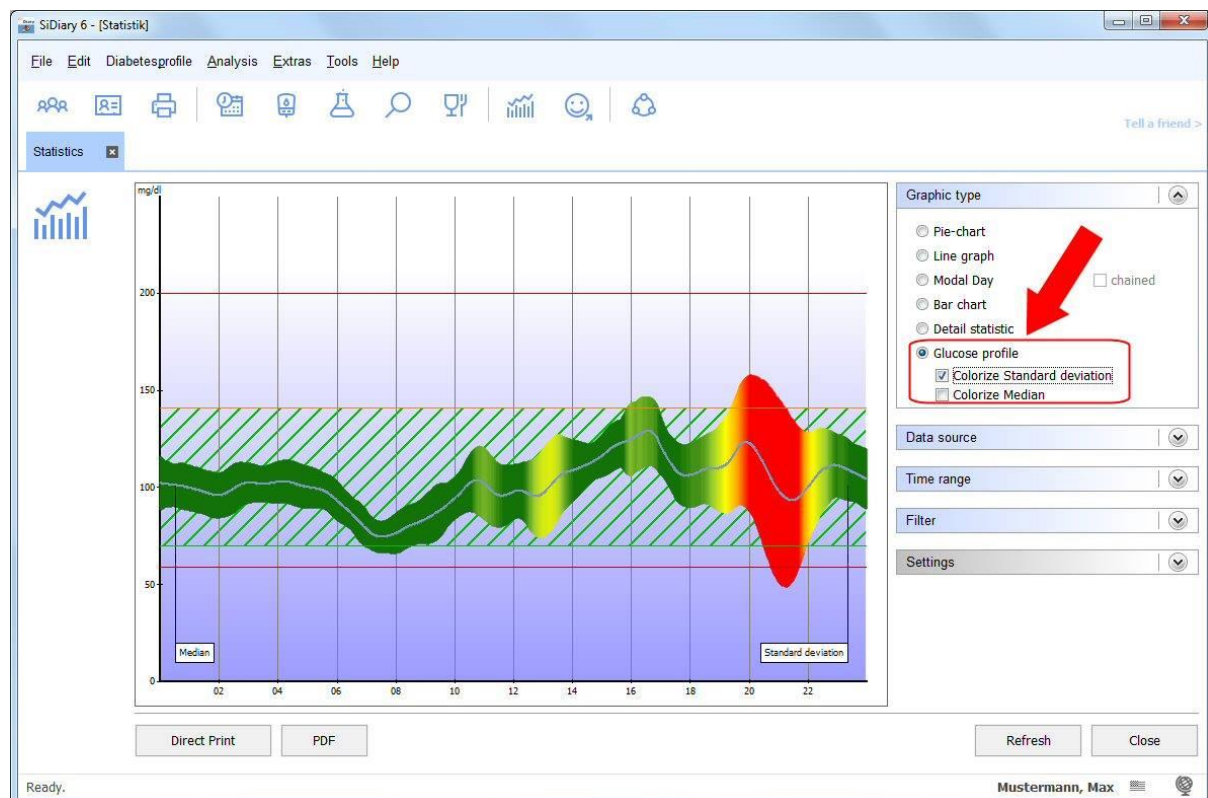 SiDiary 6 - [Statistik]
File Edit Diabetesprofile Analysis Extras Tools Help
Tell a friend >
Statistics
mg/dl
200
150
100
50
0
Median
Standard deviation
02 04 06 08 10 12 14 16 18 20 22
Graphic type
Pie-chart
Line graph
Modal Day chained
Bar chart
Detail statistic
Glucose profile
Colorize Standard deviation
Colorize Median
Data source
Time range
Filter
Settings
Direct Print PDF Refresh Close
Ready. Mustermann, Max